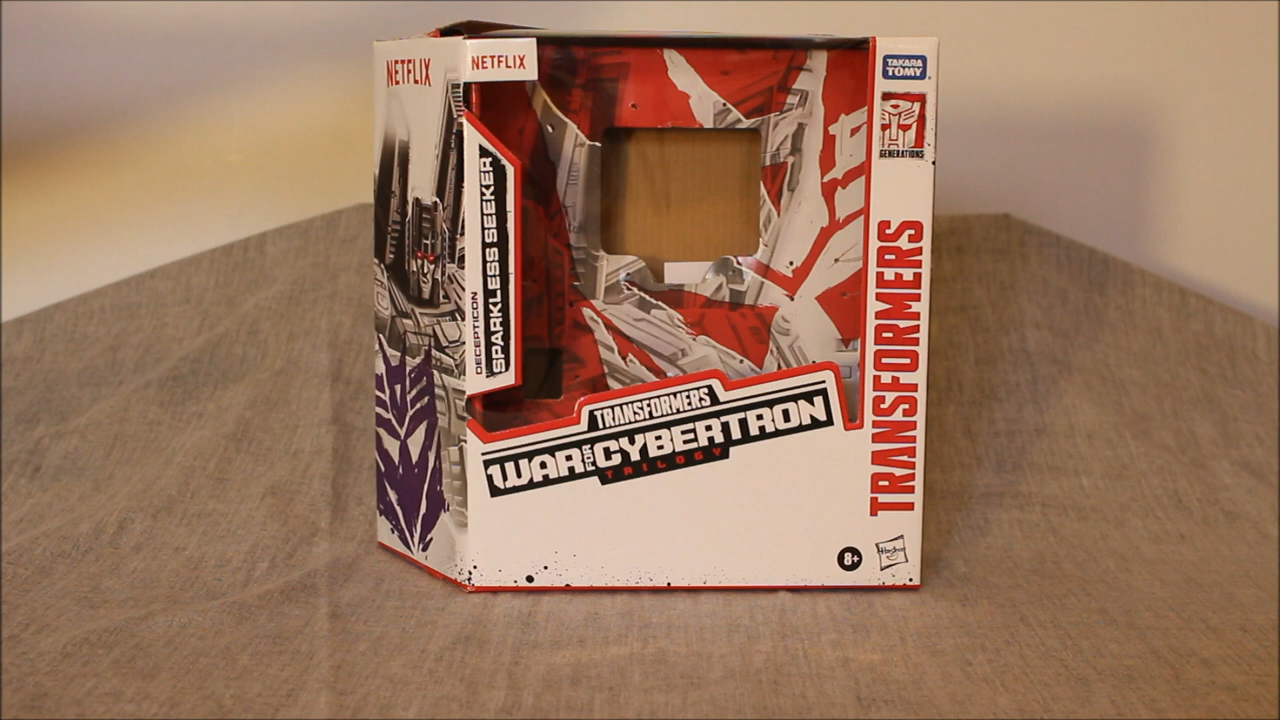 NETFLIX
NETFLIX
DECEPTICON
SPARKLESS SEEKER
TRANSFORMERS
WAR FOR CYBERTRON
TRILOGY
TAKARA
TOMY
GENERATIONS
TRANSFORMERS
8+
Hasbro